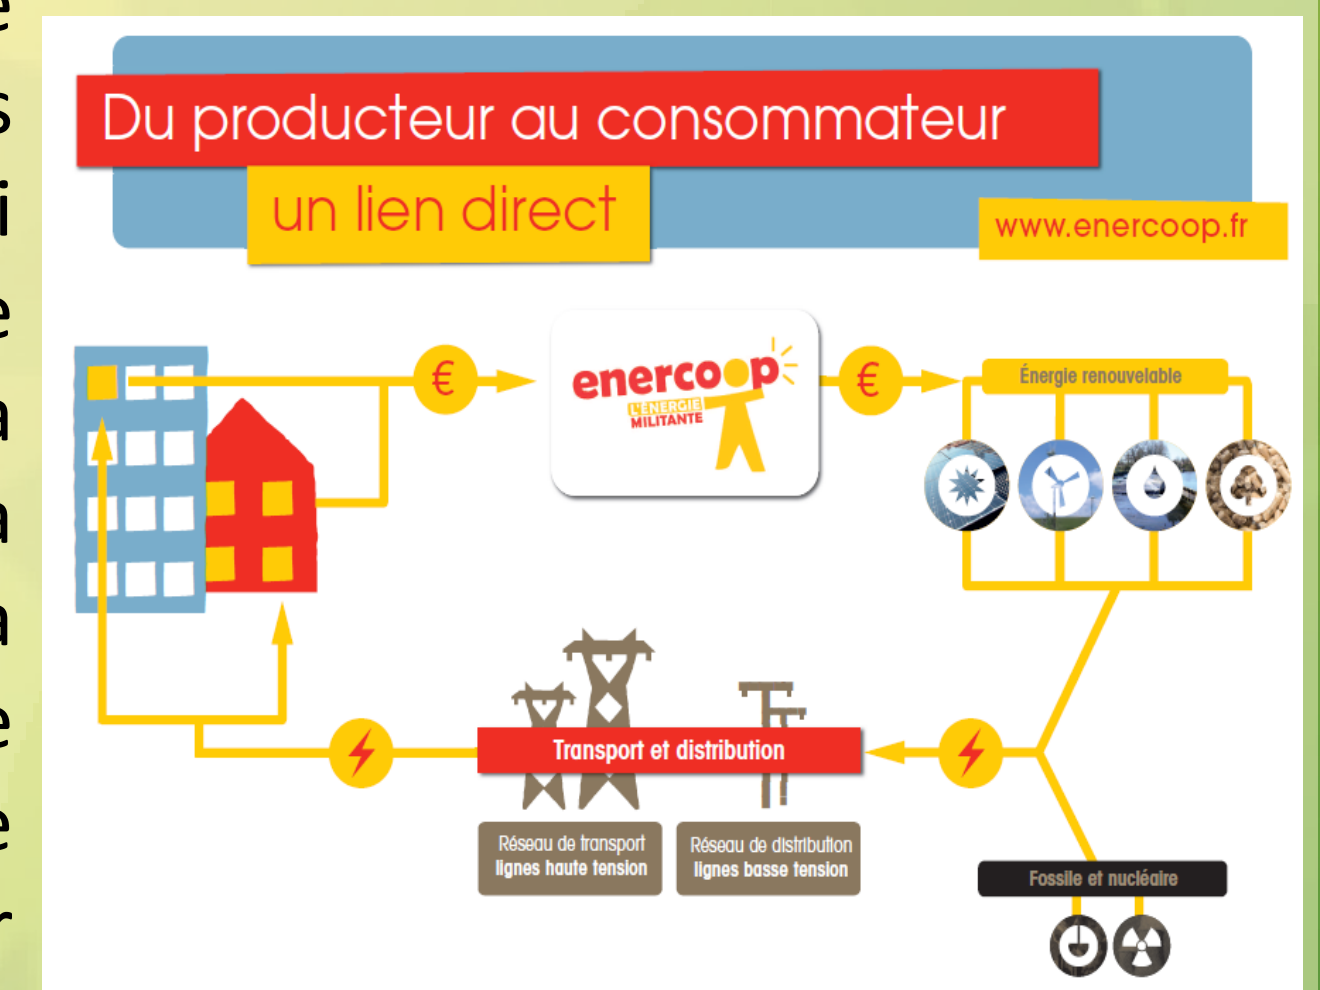 Du producteur au consommateur
un lien direct
www.enercoop.fr
€
enercoop
L'ÉNERGIE
MILITANTE
€
Énergie renouvelable
Transport et distribution
Réseau de transport
lignes haute tension
Réseau de distribution
lignes basse tension
Fossile et nucléaire